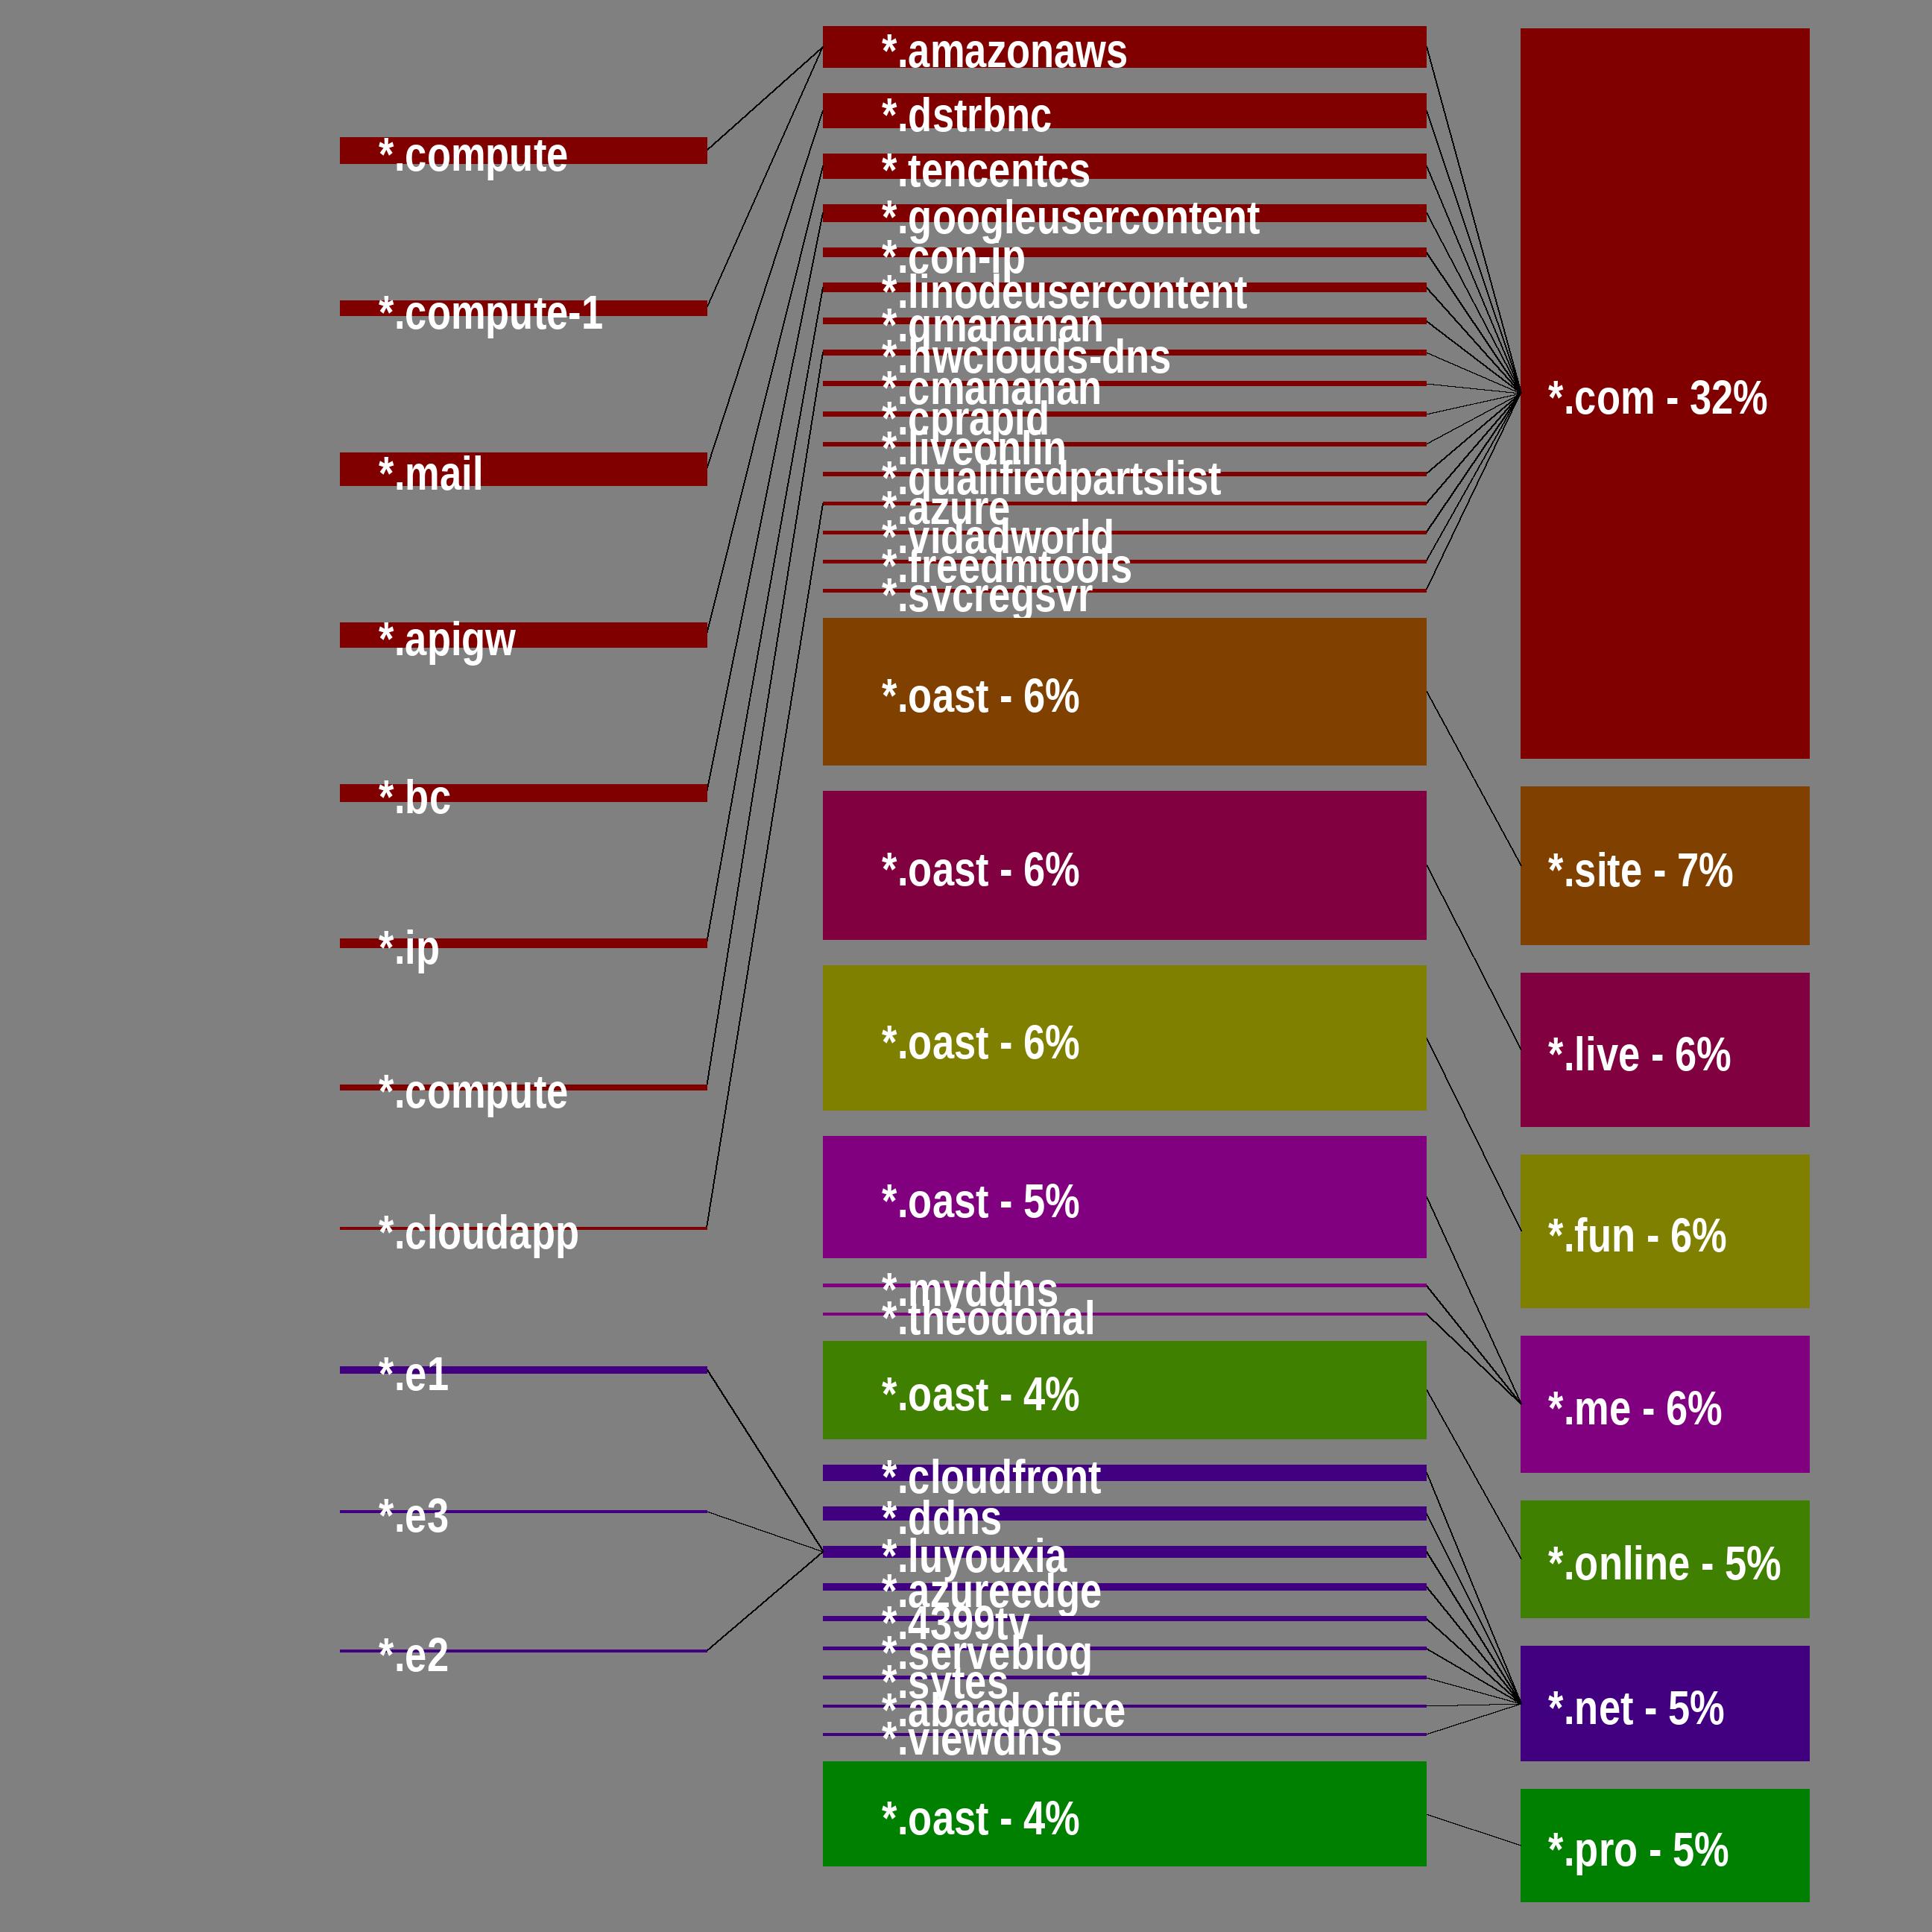 *.compute
*.compute-1
*.mail
*.apigw
*.bc
*.ip
*.compute
*.cloudapp
*.e1
*.e3
*.e2
*.amazonaws
*.dstrbnc
*.tencentcs
*.googleusercontent
*.con-ip
*.linodeusercontent
*.hwclouds-dns
*.cmananan
*.cprapid
*.liveonlin
*.qualifiedpartslist
*.azure
*.vidadworld
*.freedmtools
*.svcregsvr
*.oast - 6%
*.oast - 6%
*.oast - 6%
*.oast - 5%
*.myddns
*.theodonal
*.oast - 4%
*.cloudfront
*.ddns
*.luyouxia
*.azureedge
*.4399tv
*.serveblog
*.sytes
*.abaadoffice
*.viewdns
*.oast - 4%
*.com - 32%
*.site - 7%
*.live - 6%
*.fun - 6%
*.me - 6%
*.online - 5%
*.net - 5%
*.pro - 5%